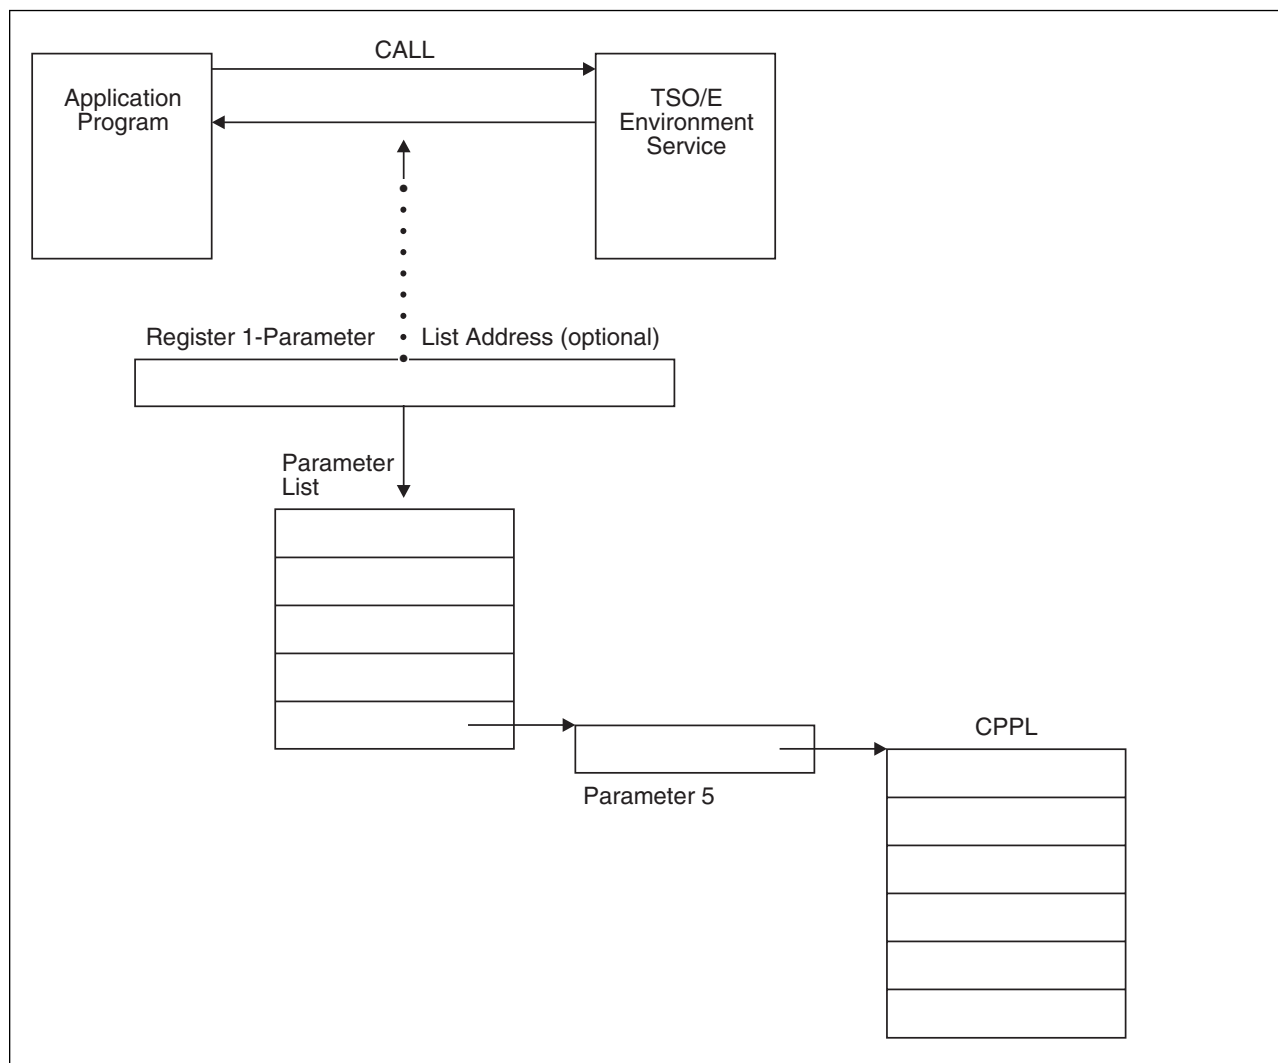 CALL
Application
Program
TSO/E
Environment
Service
Register 1-Parameter List Address (optional)
Parameter
List
CPPL
Parameter 5